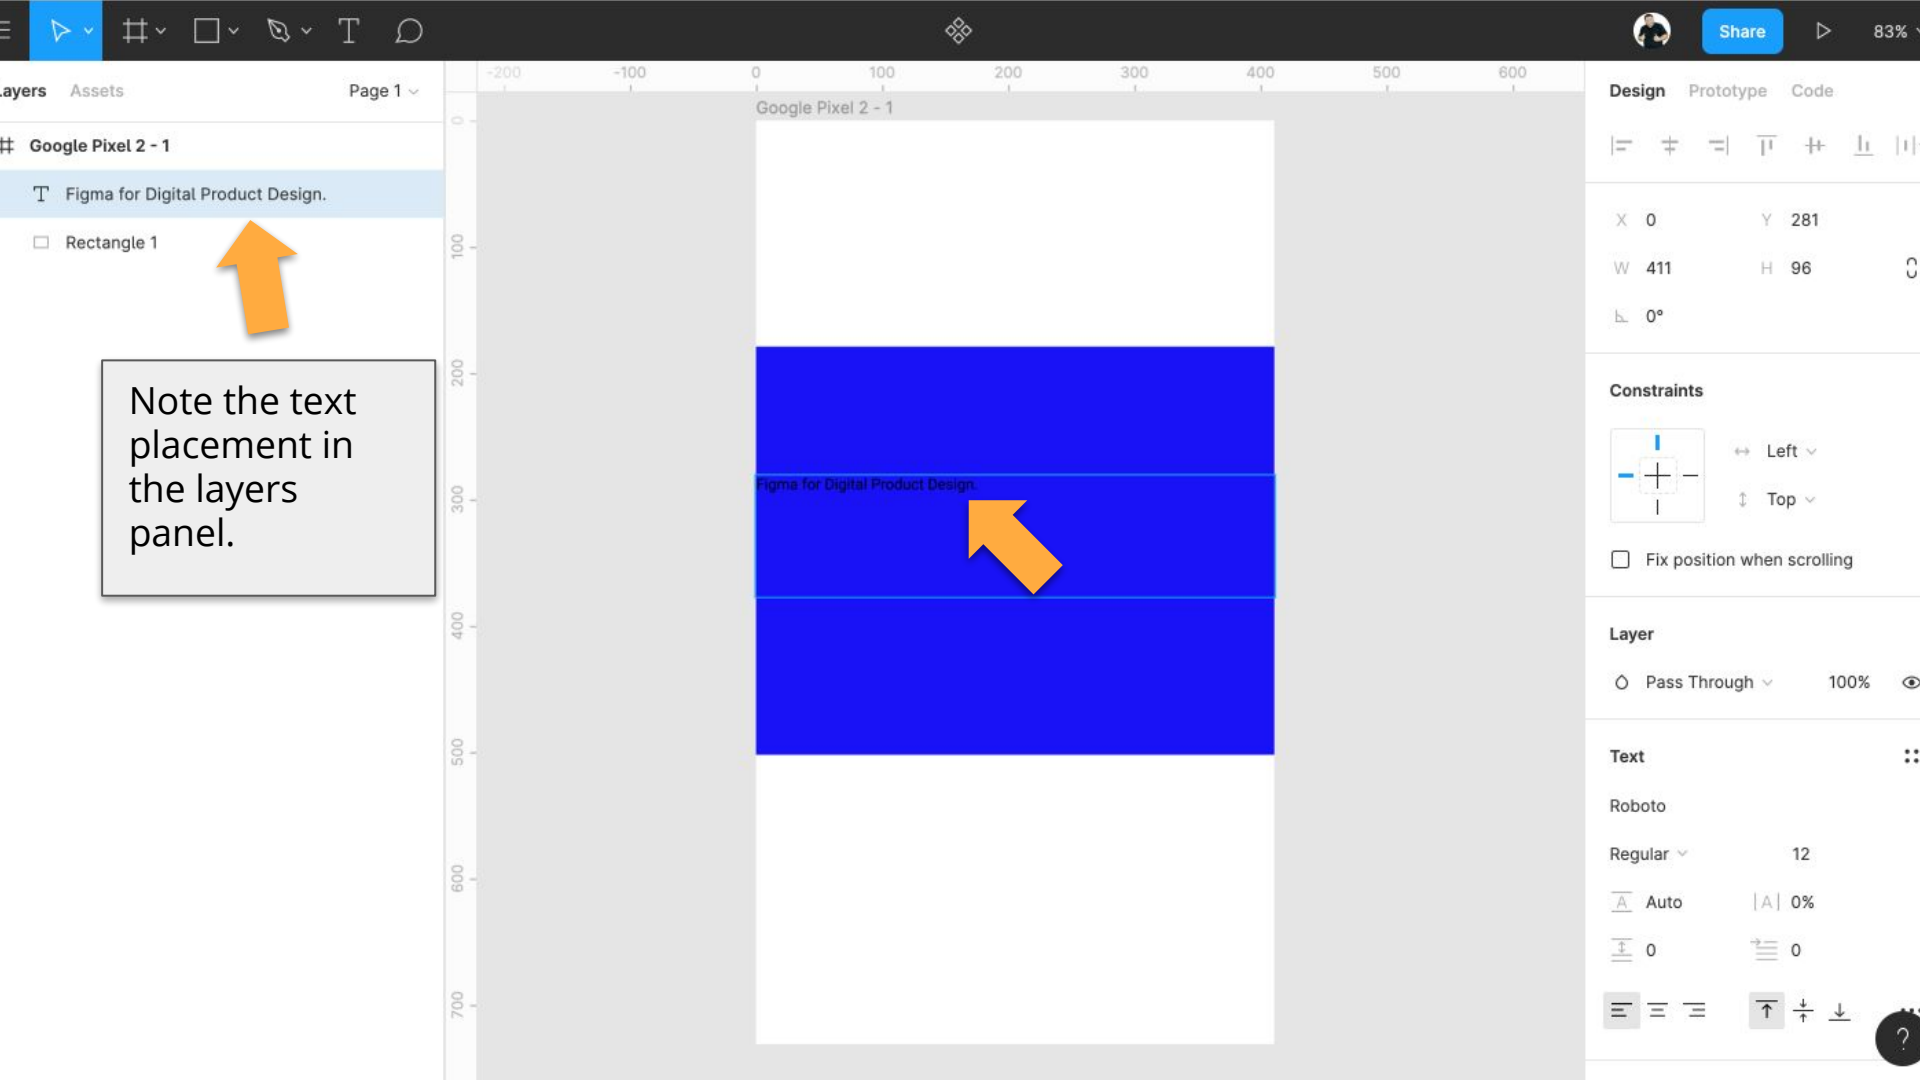 Share
83%
ayers
Assets
Page 1
Google Pixel 2 - 1
Figma for Digital Product Design.
Rectangle 1
Note the text
placement in
the layers
panel.
-200
-100
0
100
200
300
400
500
600
0
100
200
300
400
500
600
700
Google Pixel 2 - 1
Figma for Digital Product Design.
Design
Prototype
Code
X 0
Y 281
W 411
H 96
0°
Constraints
Left
Top
Fix position when scrolling
Layer
Pass Through
100%
Text
Roboto
Regular
12
A Auto
|A| 0%
0
0
?